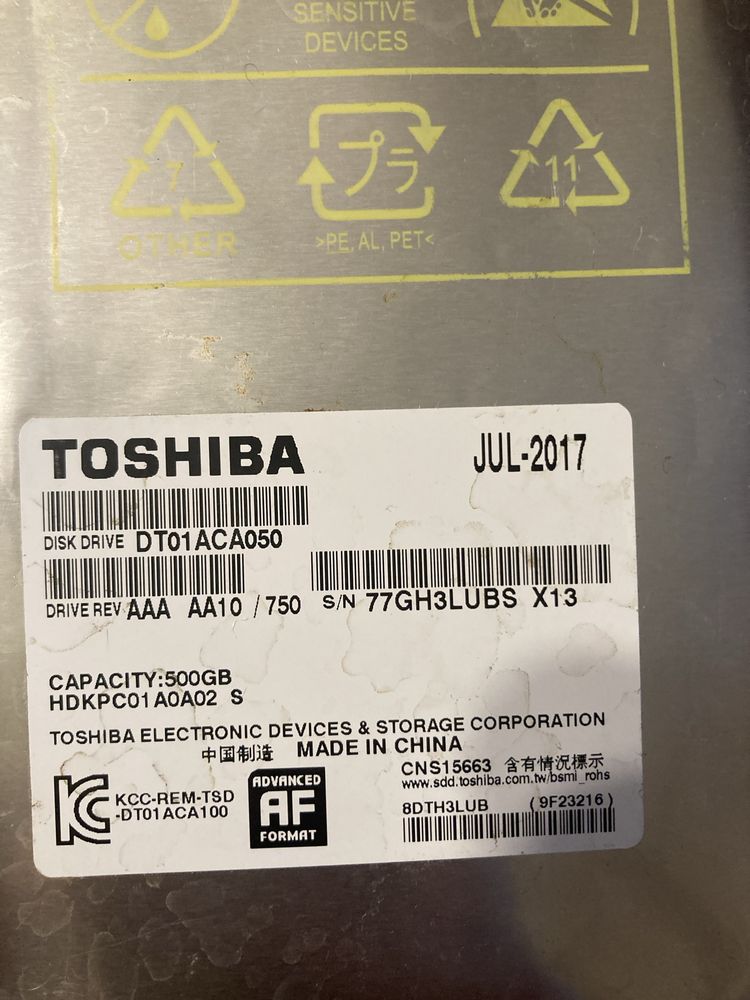 SENSITIVE
DEVICES
7
プラ
11
OTHER
>PE, AL, PET<
TOSHIBA
JUL-2017
DISK DRIVE DT01ACA050
DRIVE REV AAA AA10 / 750
S/N 77GH3LUBS X13
CAPACITY:500GB
HDKPC01A0A02 S
TOSHIBA ELECTRONIC DEVICES & STORAGE CORPORATION
中国制造 MADE IN CHINA
KCC-REM-TSD
-DT01ACA100
ADVANCED
AF
FORMAT
CNS15663 含有情況標示
www.sdd.toshiba.com.tw/bsmi_rohs
8DTH3LUB (9F23216)